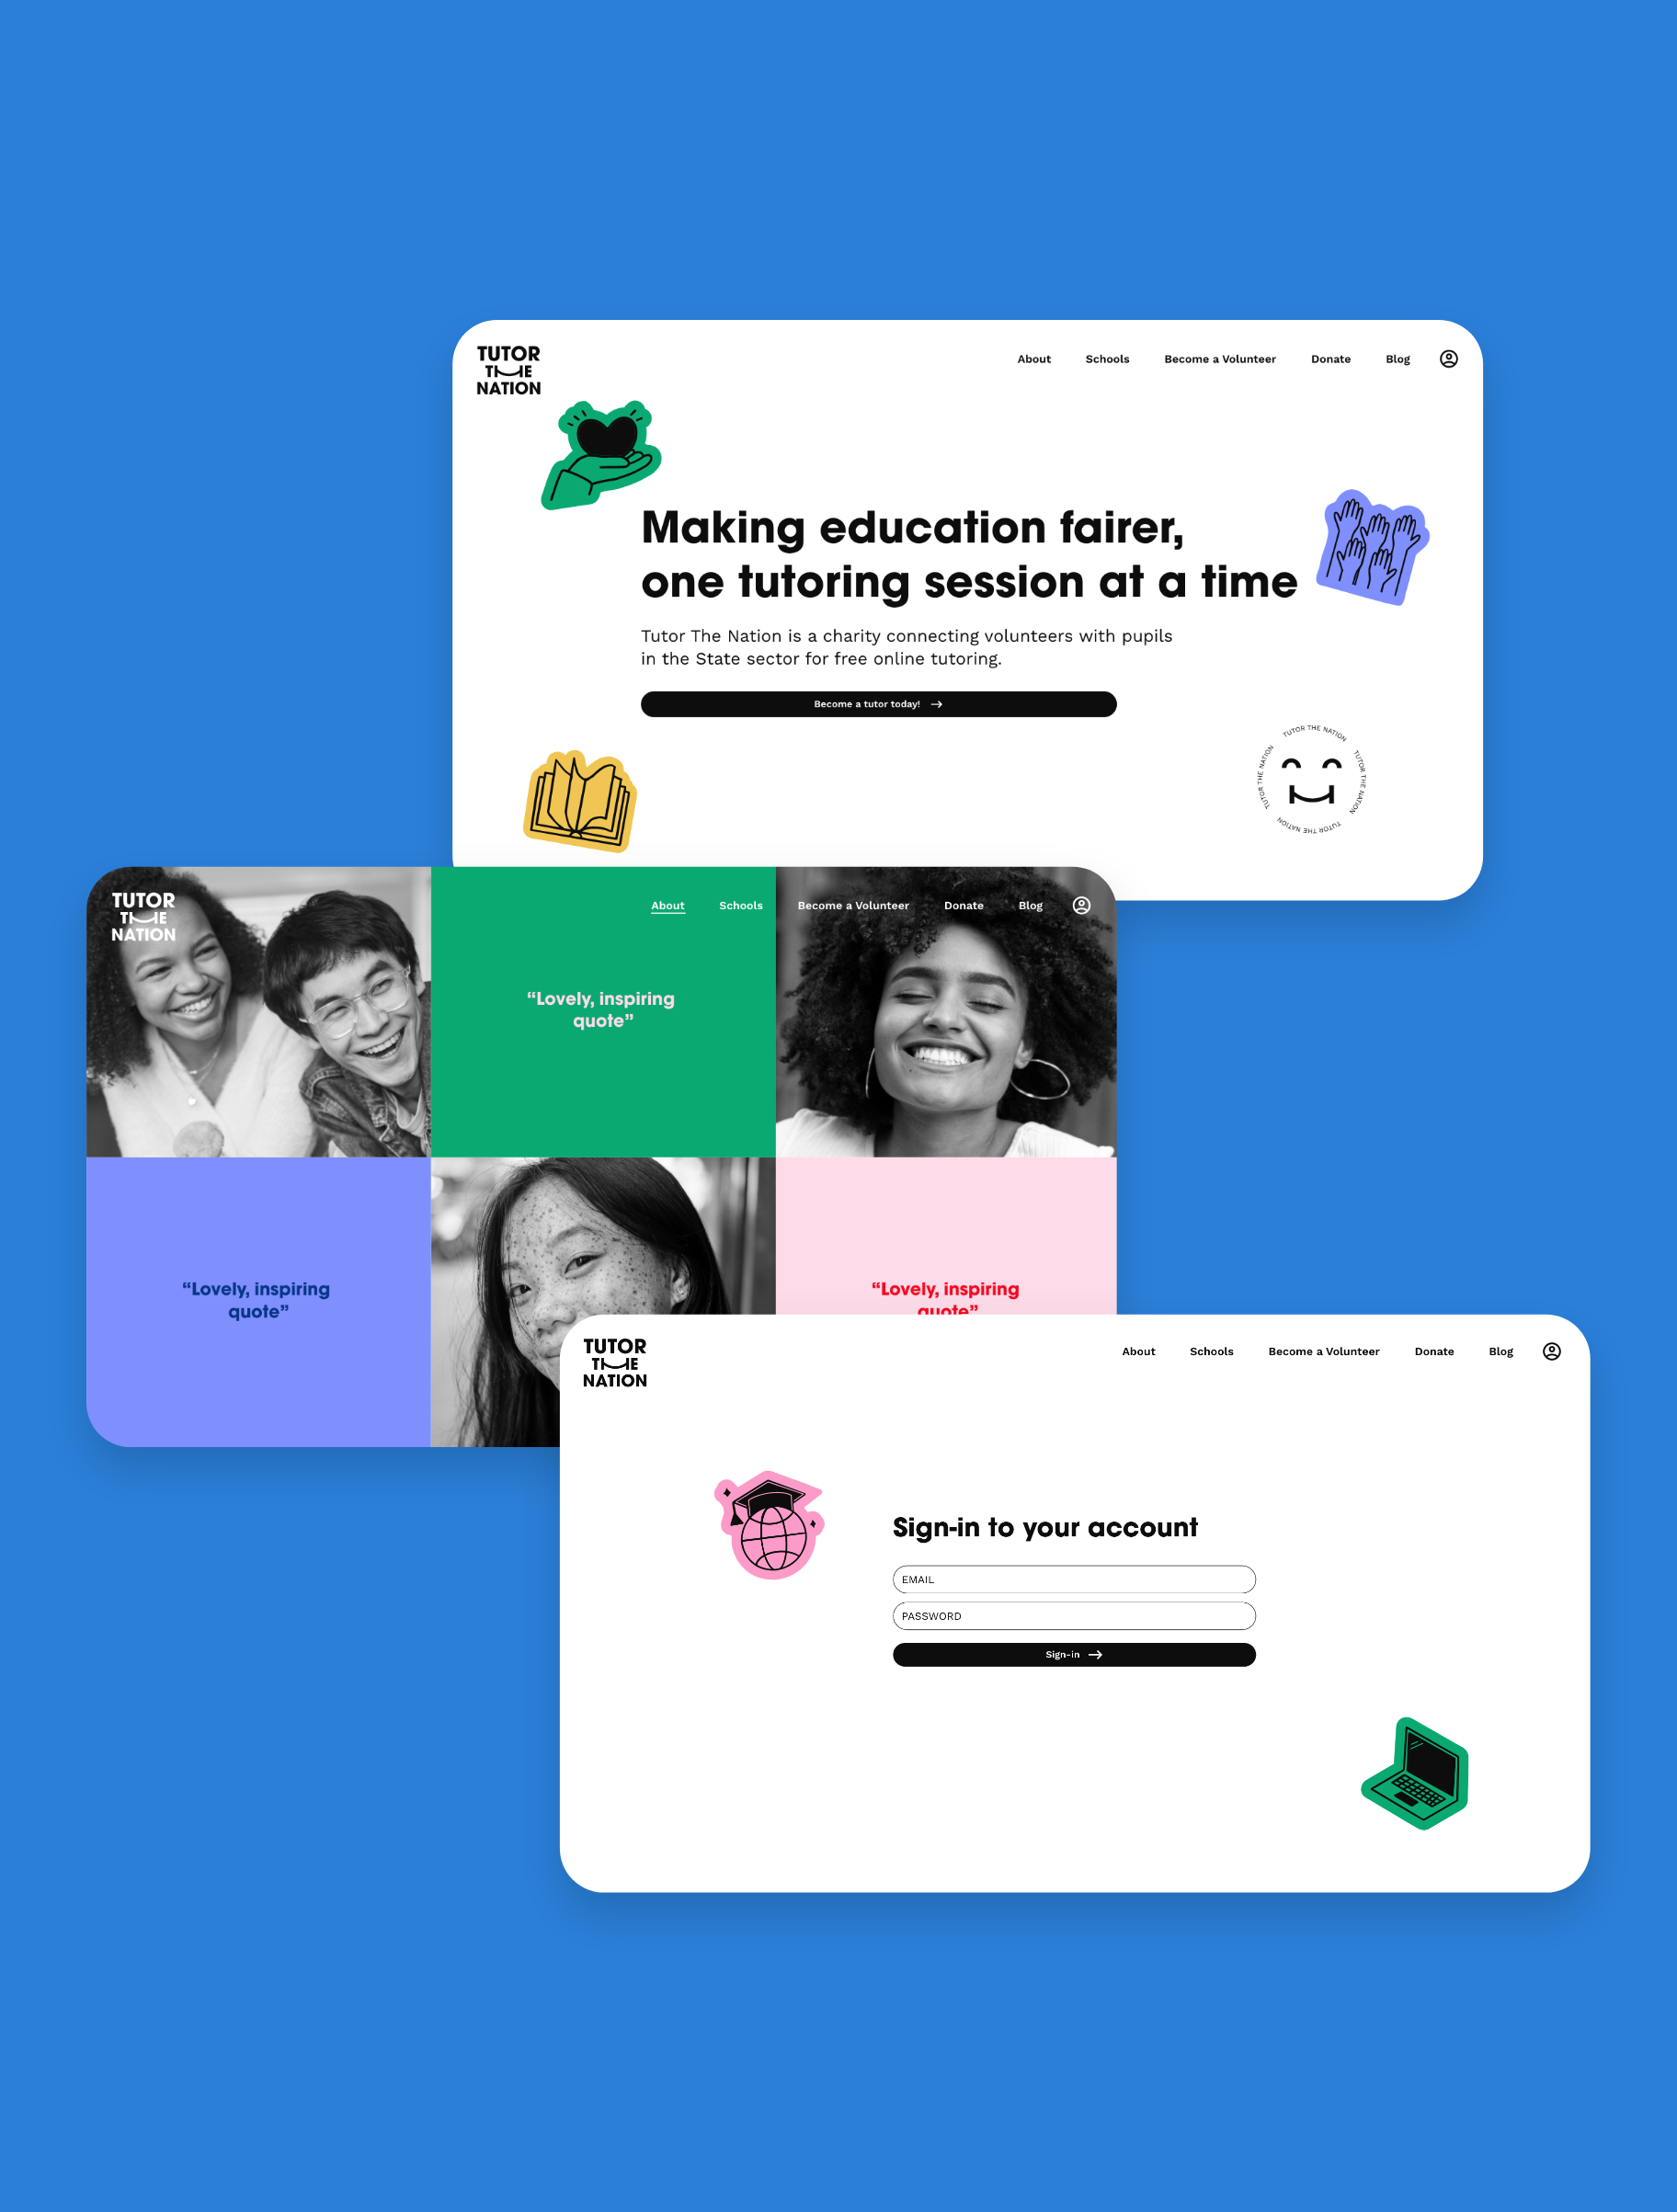 TUTOR
THE
NATION
About Schools Become a Volunteer Donate Blog
Making education fairer,
one tutoring session at a time
Tutor The Nation is a charity connecting volunteers with pupils
in the State sector for free online tutoring.
Become a tutor today!
TUTOR THE NATION TUTOR THE NATION TUTOR THE NATION TUTOR THE NATION
TUTOR
THE
NATION
About Schools Become a Volunteer Donate Blog
“Lovely, inspiring
quote”
“Lovely, inspiring
quote”
“Lovely, inspiring
quote”
TUTOR
THE
NATION
About Schools Become a Volunteer Donate Blog
Sign-in to your account
EMAIL
PASSWORD
Sign-in